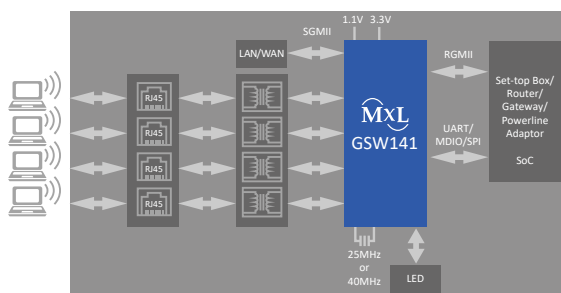 1.1V 3.3V
SGMII
LAN/WAN
RGMII
RJ45
RJ45
RJ45
RJ45
MxL
GSW141
UART/
MDIO/SPI
Set-top Box/
Router/
Gateway/
Powerline
Adaptor
SoC
25MHz
or
40MHz
LED